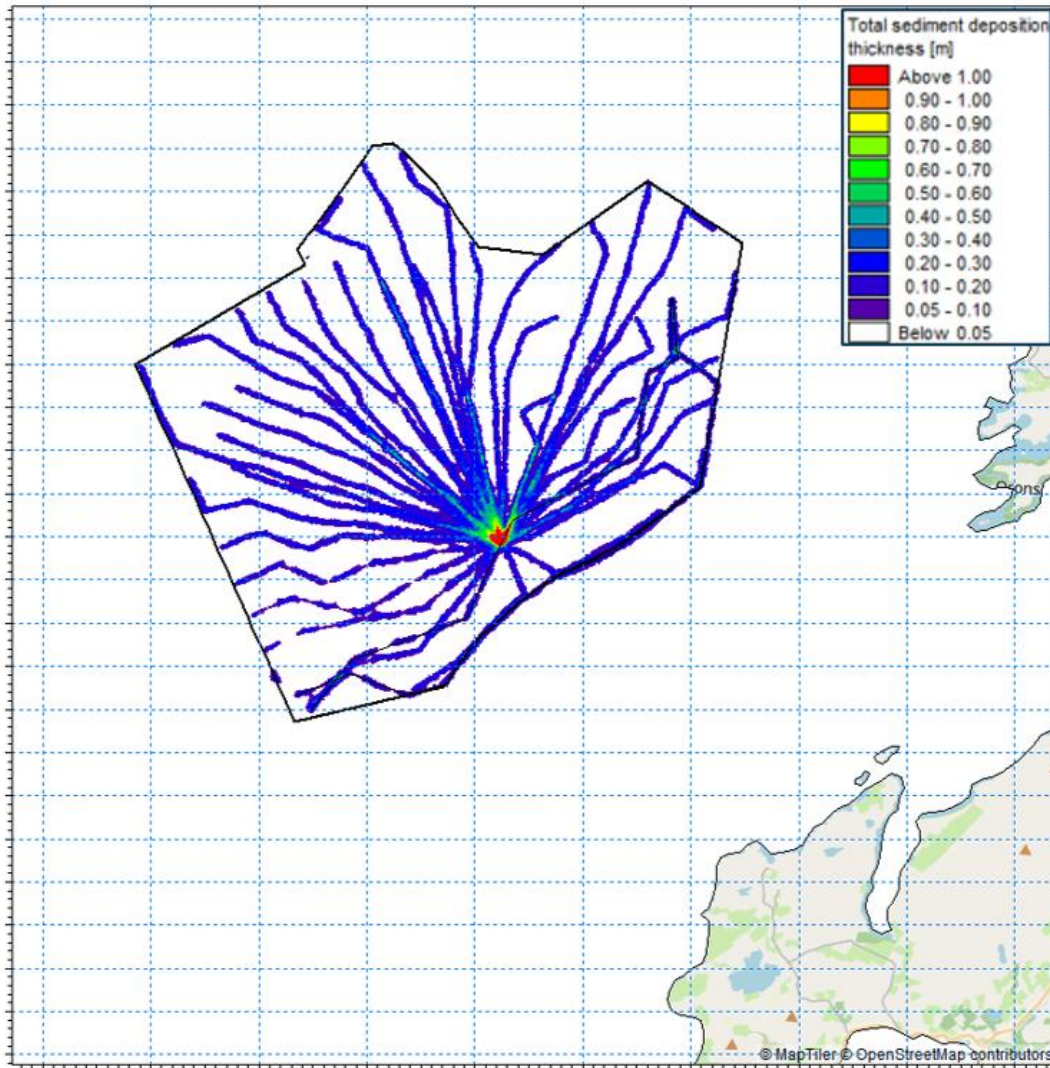 Total sediment deposition
thickness [m]
Above 1.00
0.90 - 1.00
0.80 - 0.90
0.70 - 0.80
0.60 - 0.70
0.50 - 0.60
0.40 - 0.50
0.30 - 0.40
0.20 - 0.30
0.10 - 0.20
0.05 - 0.10
Below 0.05
© MapTiler © OpenStreetMap contributors